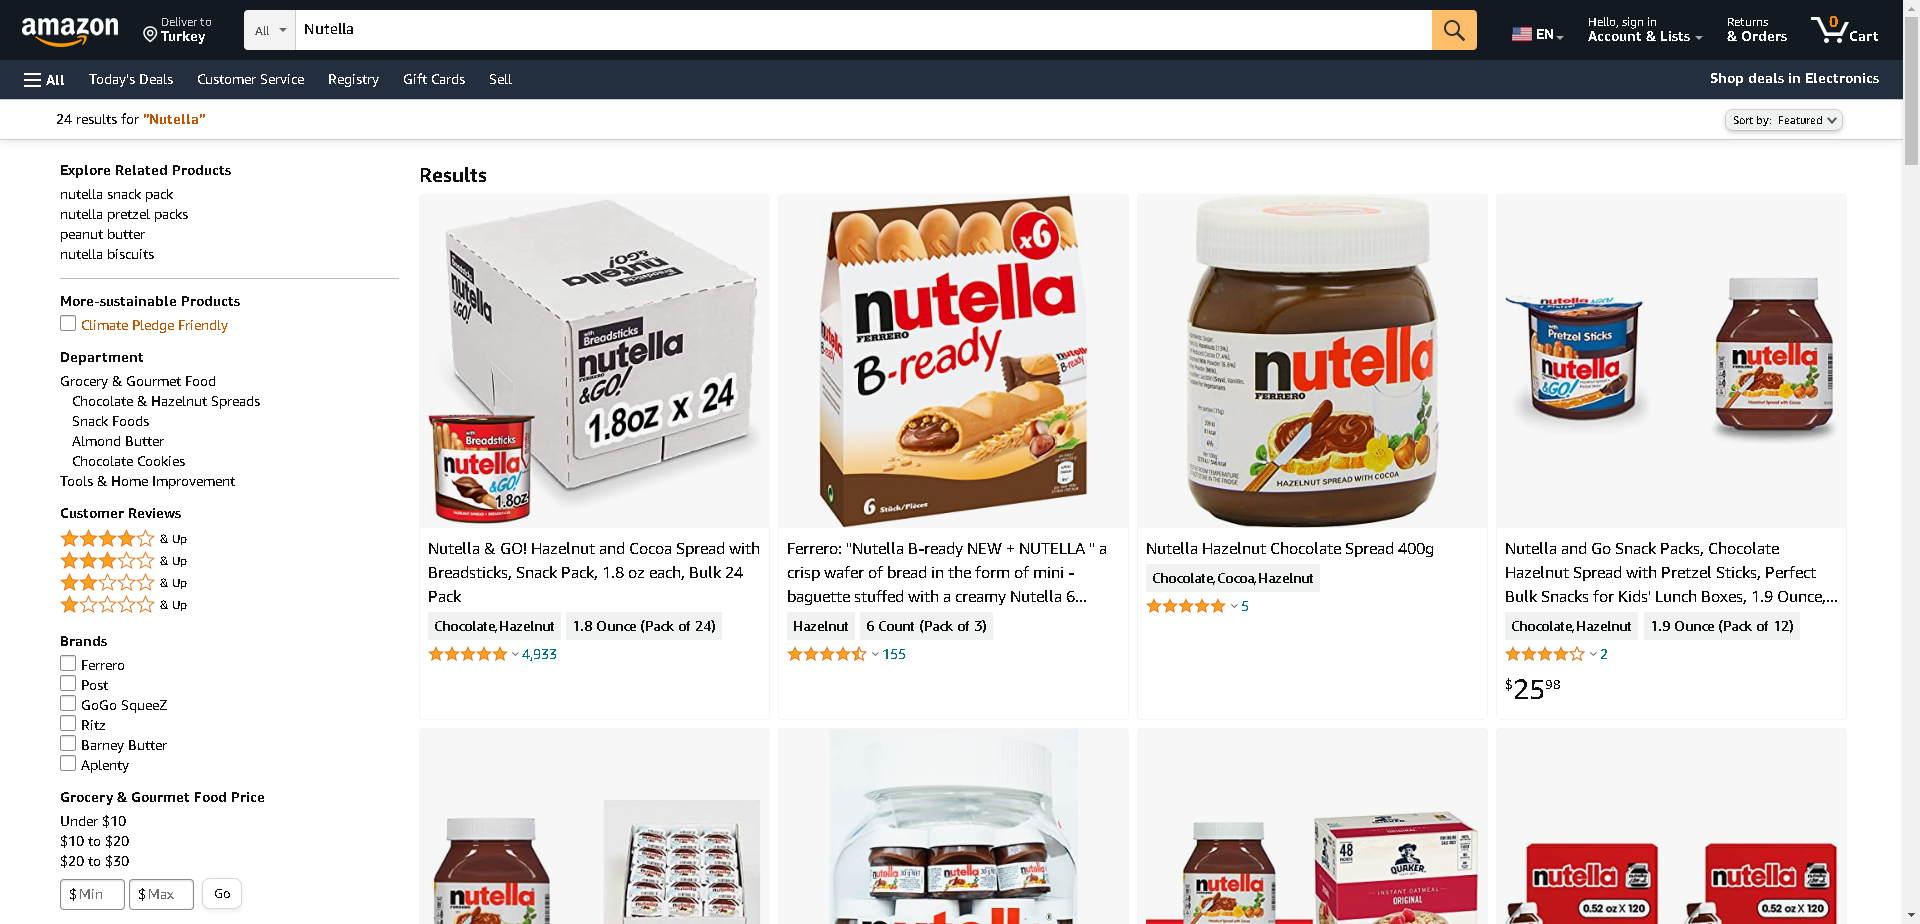 amazon
Deliver to
Turkey
All
Nutella
EN
Hello, sign in
Account & Lists
Returns
& Orders
0
Cart
All
Today's Deals
Customer Service
Registry
Gift Cards
Sell
Shop deals in Electronics
24 results for "Nutella"
Sort by: Featured
Explore Related Products
nutella snack pack
nutella pretzel packs
peanut butter
nutella biscuits
More-sustainable Products
Climate Pledge Friendly
Department
Grocery & Gourmet Food
Chocolate & Hazelnut Spreads
Snack Foods
Almond Butter
Chocolate Cookies
Tools & Home Improvement
Customer Reviews
& Up
& Up
& Up
& Up
Brands
Ferrero
Post
GoGo SqueeZ
Ritz
Barney Butter
Aplenty
Grocery & Gourmet Food Price
Under $10
$10 to $20
$20 to $30
$ Min
$ Max
Go
Results
nutella
&GO!
with
Breadsticks
nutella
&GO!
1.8oz x 24
with
Breadsticks
nutella
&GO!
1.8oz
Nutella & GO! Hazelnut and Cocoa Spread with
Breadsticks, Snack Pack, 1.8 oz each, Bulk 24
Pack
Chocolate,Hazelnut
1.8 Ounce (Pack of 24)
4,933
x6
nutella
FERRERO
B-ready
6 Stück/Pièces
Ferrero: "Nutella B-ready NEW + NUTELLA " a
crisp wafer of bread in the form of mini -
baguette stuffed with a creamy Nutella 6...
Hazelnut
6 Count (Pack of 3)
155
nutella
FERRERO
HAZELNUT SPREAD WITH COCOA
Nutella Hazelnut Chocolate Spread 400g
Chocolate,Cocoa,Hazelnut
5
nutella &GO!
with
Pretzel Sticks
nutella
&GO!
nutella
Nutella and Go Snack Packs, Chocolate
Hazelnut Spread with Pretzel Sticks, Perfect
Bulk Snacks for Kids' Lunch Boxes, 1.9 Ounce,...
Chocolate,Hazelnut
1.9 Ounce (Pack of 12)
2
$25 98
nutella
nutella
nutella
48
QUAKER
INSTANT OATMEAL
ORIGINAL
nutella
0.52 oz X 120
nutella
0.52 oz X 120